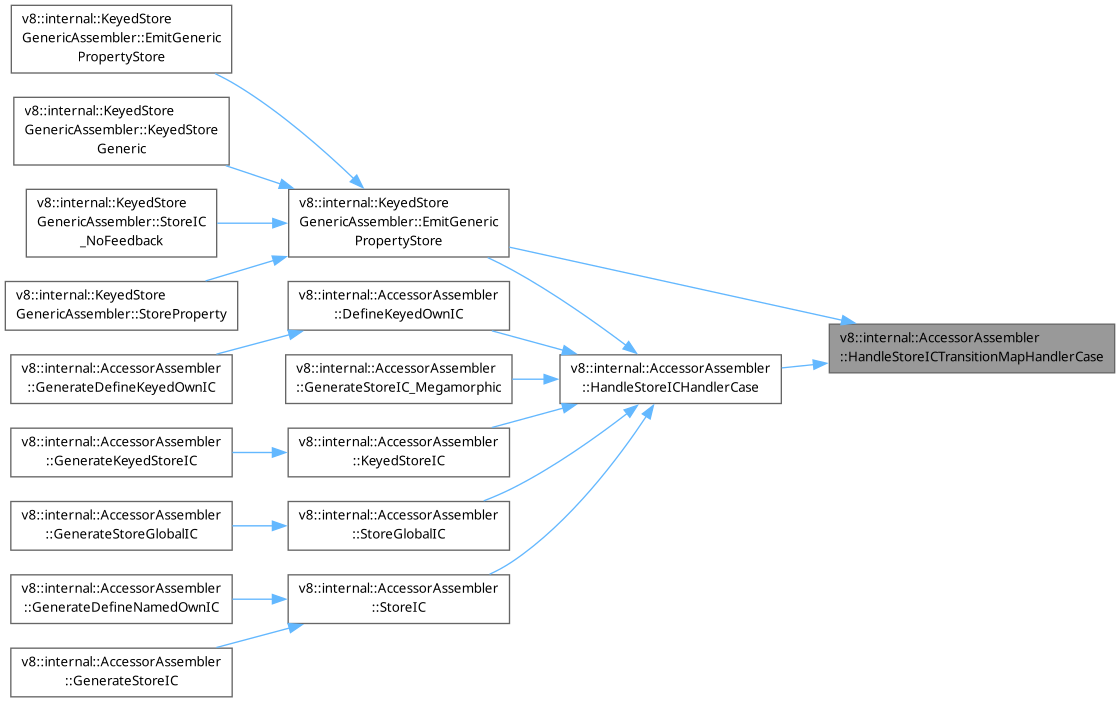 v8::internal::KeyedStore
GenericAssembler::EmitGeneric
PropertyStore
v8::internal::KeyedStore
GenericAssembler::KeyedStore
Generic
v8::internal::KeyedStore
GenericAssembler::StoreIC
_NoFeedback
v8::internal::KeyedStore
GenericAssembler::StoreProperty
v8::internal::AccessorAssembler
::GenerateDefineKeyedOwnIC
v8::internal::AccessorAssembler
::GenerateKeyedStoreIC
v8::internal::AccessorAssembler
::GenerateStoreGlobalIC
v8::internal::AccessorAssembler
::GenerateDefineNamedOwnIC
v8::internal::AccessorAssembler
::GenerateStoreIC
v8::internal::KeyedStore
GenericAssembler::EmitGeneric
PropertyStore
v8::internal::AccessorAssembler
::DefineKeyedOwnIC
v8::internal::AccessorAssembler
::GenerateStoreIC_Megamorphic
v8::internal::AccessorAssembler
::KeyedStoreIC
v8::internal::AccessorAssembler
::StoreGlobalIC
v8::internal::AccessorAssembler
::StoreIC
v8::internal::AccessorAssembler
::HandleStoreICHandlerCase
v8::internal::AccessorAssembler
::HandleStoreICTransitionMapHandlerCase